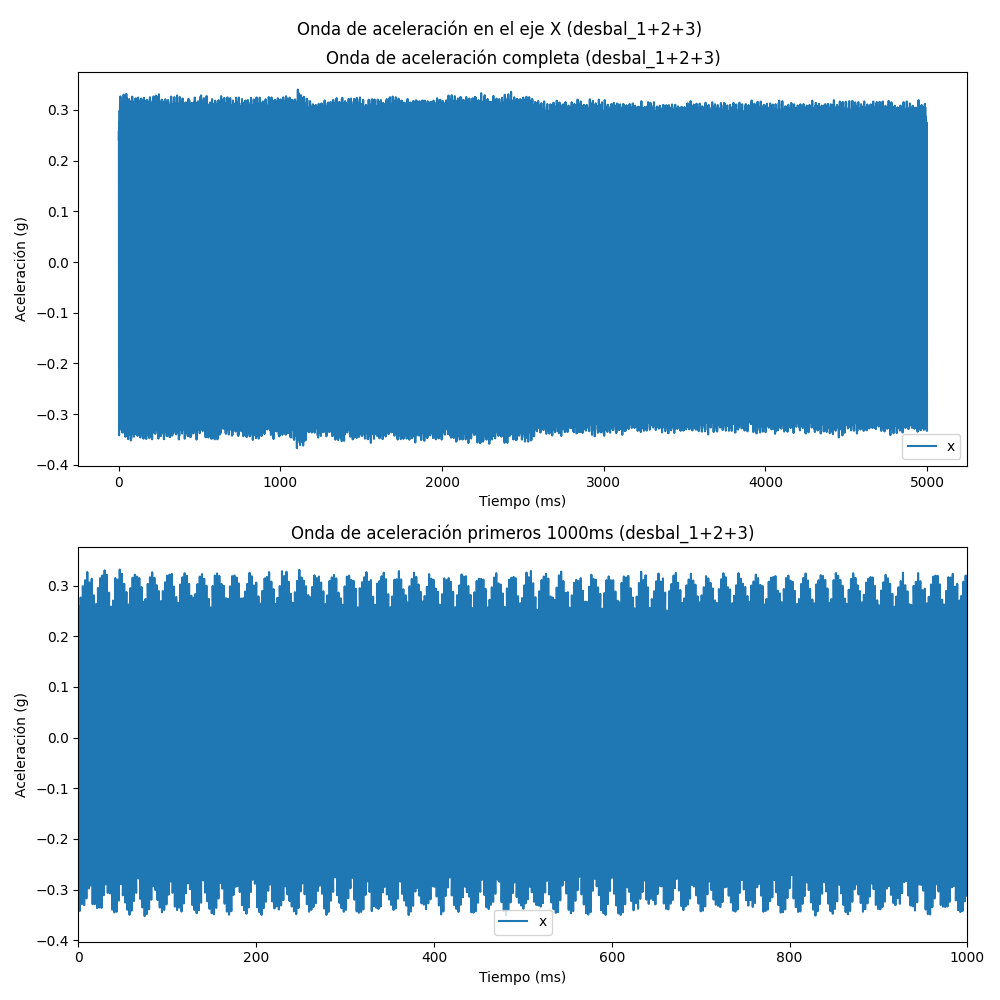 Onda de aceleración en el eje X (desbal_1+2+3)
Onda de aceleración completa (desbal_1+2+3)
0.3
0.2
0.1
0.0
−0.1
−0.2
−0.3
−0.4
Aceleración (g)
x
0 1000 2000 3000 4000 5000
Tiempo (ms)
Onda de aceleración primeros 1000ms (desbal_1+2+3)
0.3
0.2
0.1
0.0
−0.1
−0.2
−0.3
−0.4
Aceleración (g)
x
0 200 400 600 800 1000
Tiempo (ms)